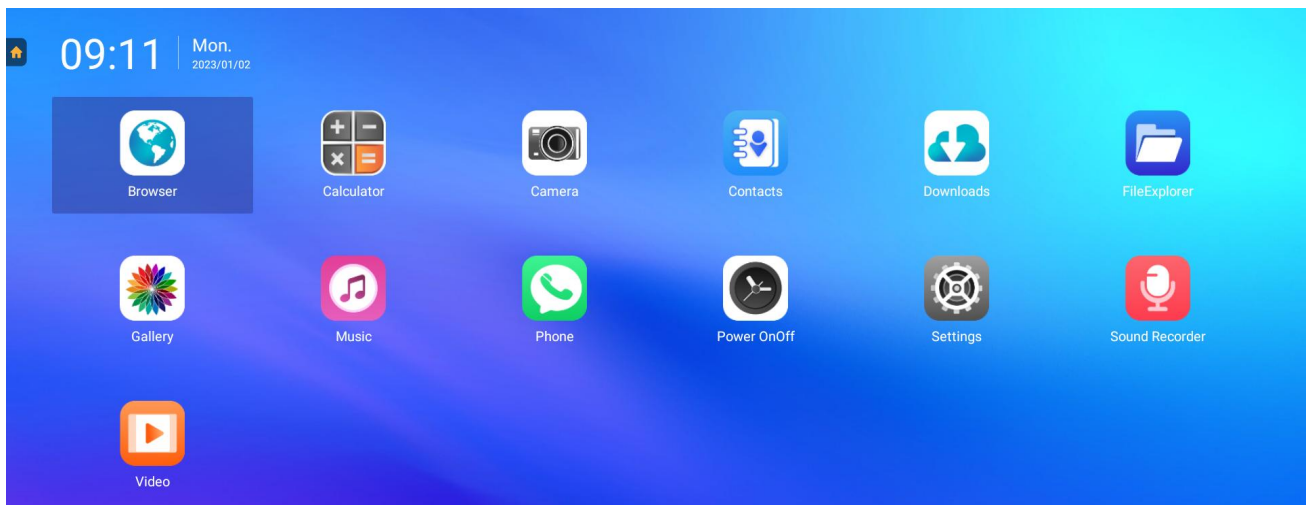 09:11
Mon.
2023/01/02
Browser
Calculator
Camera
Contacts
Downloads
FileExplorer
Gallery
Music
Phone
Power OnOff
Settings
Sound Recorder
Video